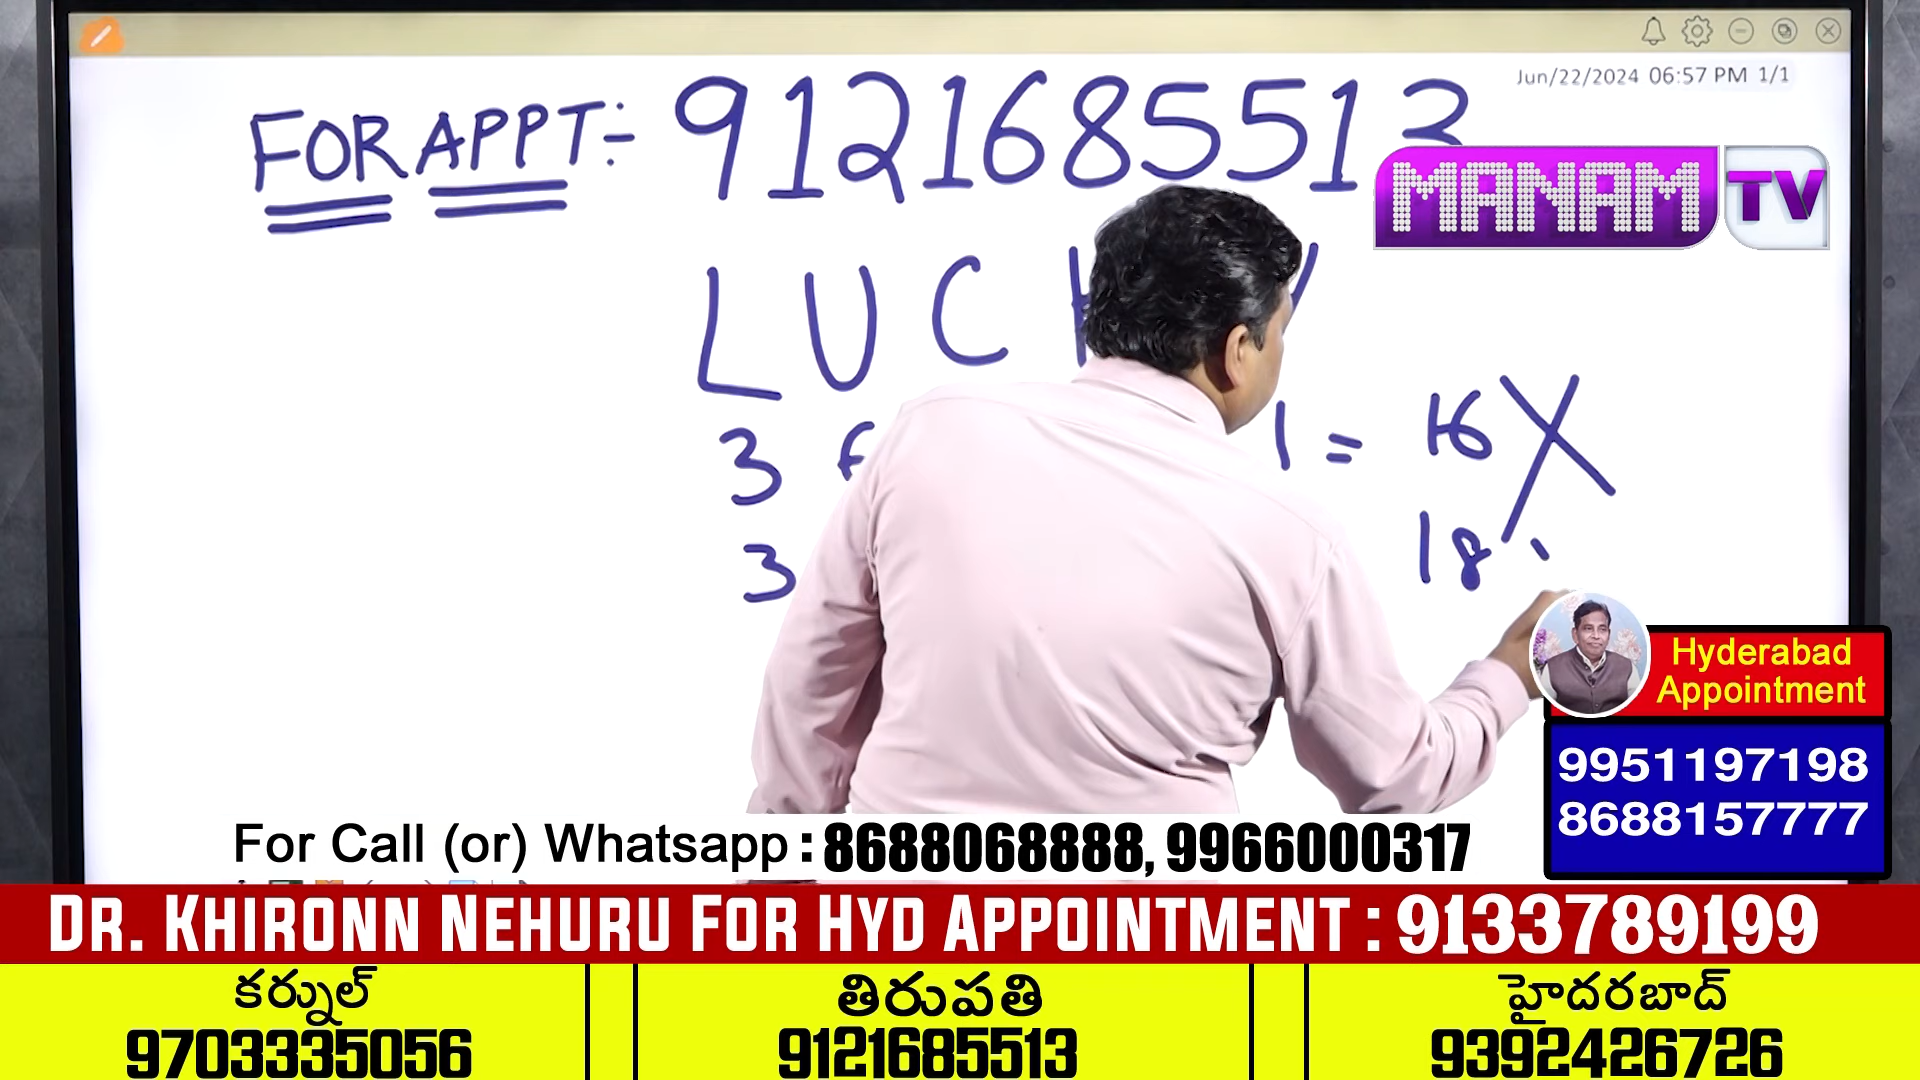 Jun/22/2024 06:57 PM 1/1
FOR APPT:- 9121685513
MANAM TV
L U C K Y
3 6 1 = 16 X
3 18
Hyderabad
Appointment
9951197198
8688157777
For Call (or) Whatsapp : 8688068888, 9966000317
DR. KHIRONN NEHURU FOR HYD APPOINTMENT : 9133789199
కర్నుల్
9703335056
తిరుపతి
9121685513
హైదరబాద్
9392426726